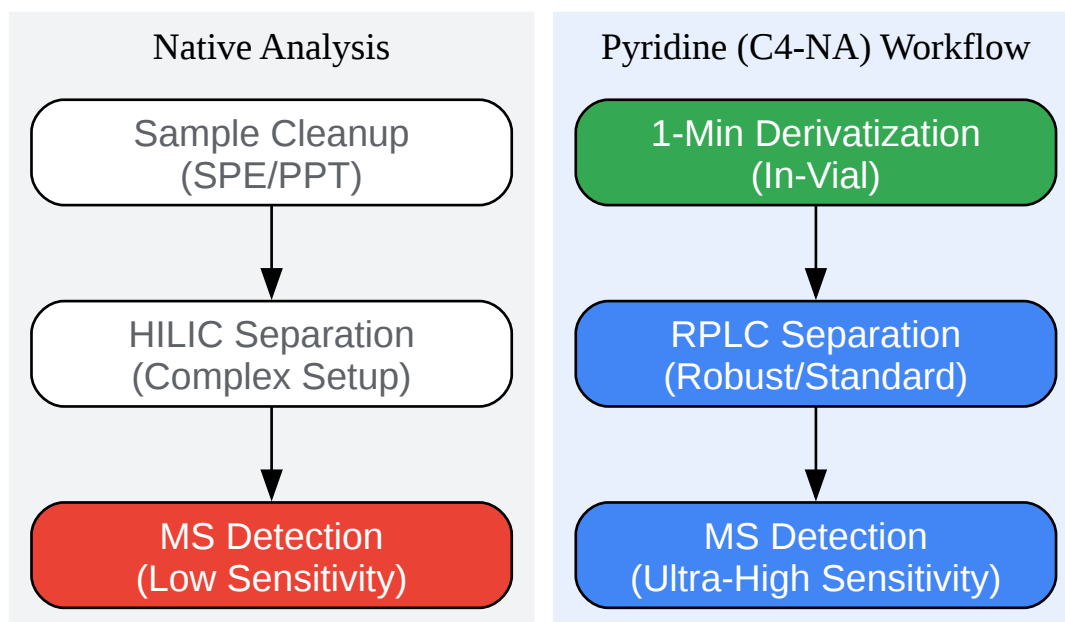 Native Analysis
Sample Cleanup
(SPE/PPT)
HILIC Separation
(Complex Setup)
MS Detection
(Low Sensitivity)
Pyridine (C4-NA) Workflow
1-Min Derivatization
(In-Vial)
RPLC Separation
(Robust/Standard)
MS Detection
(Ultra-High Sensitivity)